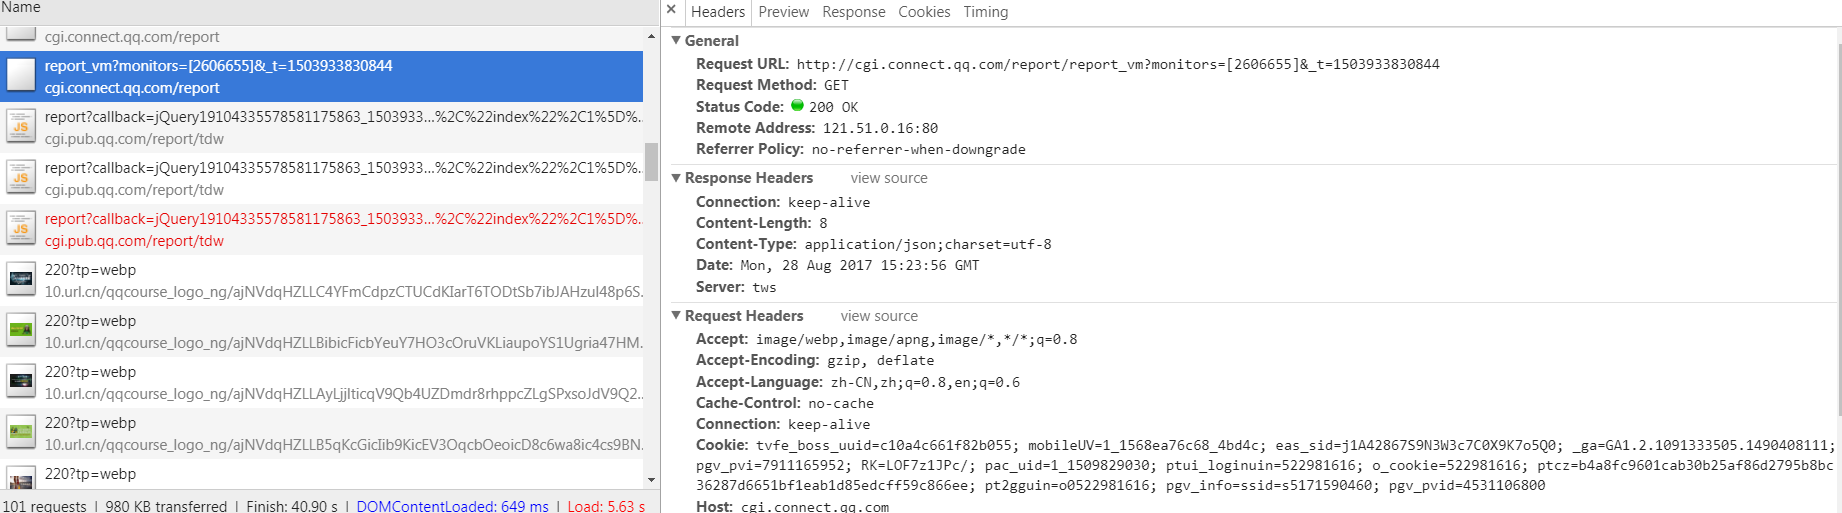 Name
cgi.connect.qq.com/report
report_vm?monitors=[2606655]&_t=1503933830844
cgi.connect.qq.com/report
report?callback=jQuery19104335578581175863_1503933...%2C%22index%22%2C1%5D%...
cgi.pub.qq.com/report/tdw
report?callback=jQuery19104335578581175863_1503933...%2C%22index%22%2C1%5D%...
cgi.pub.qq.com/report/tdw
report?callback=jQuery19104335578581175863_1503933...%2C%22index%22%2C1%5D%...
cgi.pub.qq.com/report/tdw
220?tp=webp
10.url.cn/qqcourse_logo_ng/ajNVdqHZLLC4YFmCdpzCTUCdKIarT6TODtSb7ibJAHzul48p6S...
220?tp=webp
10.url.cn/qqcourse_logo_ng/ajNVdqHZLLBibicFicbYeuY7HO3cOruVKLiaupoYS1Ugria47HM...
220?tp=webp
10.url.cn/qqcourse_logo_ng/ajNVdqHZLLAyLjjIticqV9Qb4UZDmdr8rhppcZLgSPxsoJdV9Q2...
220?tp=webp
10.url.cn/qqcourse_logo_ng/ajNVdqHZLLB5qKcGicIib9KicEV3OqcbOeoicD8c6wa8ic4cs9BN...
220?tp=webp
101 requests | 980 KB transferred | Finish: 40.90 s | DOMContentLoaded: 649 ms | Load: 5.63 s
× Headers Preview Response Cookies Timing
General
Request URL: http://cgi.connect.qq.com/report/report_vm?monitors=[2606655]&_t=1503933830844
Request Method: GET
Status Code: 200 OK
Remote Address: 121.51.0.16:80
Referrer Policy: no-referrer-when-downgrade
Response Headers view source
Connection: keep-alive
Content-Length: 8
Content-Type: application/json;charset=utf-8
Date: Mon, 28 Aug 2017 15:23:56 GMT
Server: tws
Request Headers view source
Accept: image/webp,image/apng,image/*,*/*;q=0.8
Accept-Encoding: gzip, deflate
Accept-Language: zh-CN,zh;q=0.8,en;q=0.6
Cache-Control: no-cache
Connection: keep-alive
Cookie: tvfe_boss_uuid=c10a4c661f82b055; mobileUV=1_1568ea76c68_4bd4c; eas_sid=j1A42867S9N3W3c7C0X9K7o5Q0; _ga=GA1.2.1091333505.1490408111;
pgv_pvi=7911165952; RK=LOF7z1JPc/; pac_uid=1_1509829030; ptui_loginuin=522981616; o_cookie=522981616; ptcz=b4a8fc9601cab30b25af86d2795b8bc
36287d6651bf1eab1d85edcff59c866ee; pt2gguin=o0522981616; pgv_info=ssid=s5171590460; pgv_pvid=4531106800
Host: cgi.connect.qq.com